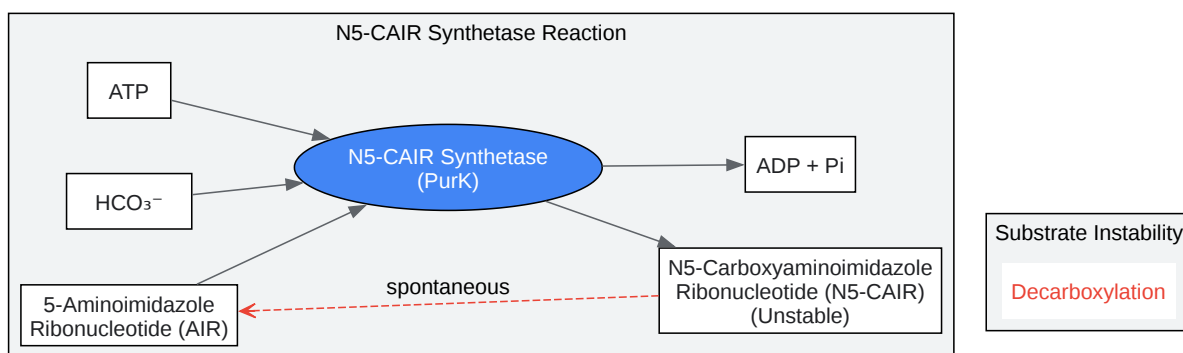 N5-CAIR Synthetase Reaction
ATP
N5-CAIR Synthetase
(PurK)
ADP + Pi
HCO₃⁻
Substrate Instability
N5-Carboxyaminoimidazole
Ribonucleotide (N5-CAIR)
(Unstable)
spontaneous
5-Aminoimidazole
Ribonucleotide (AIR)
Decarboxylation